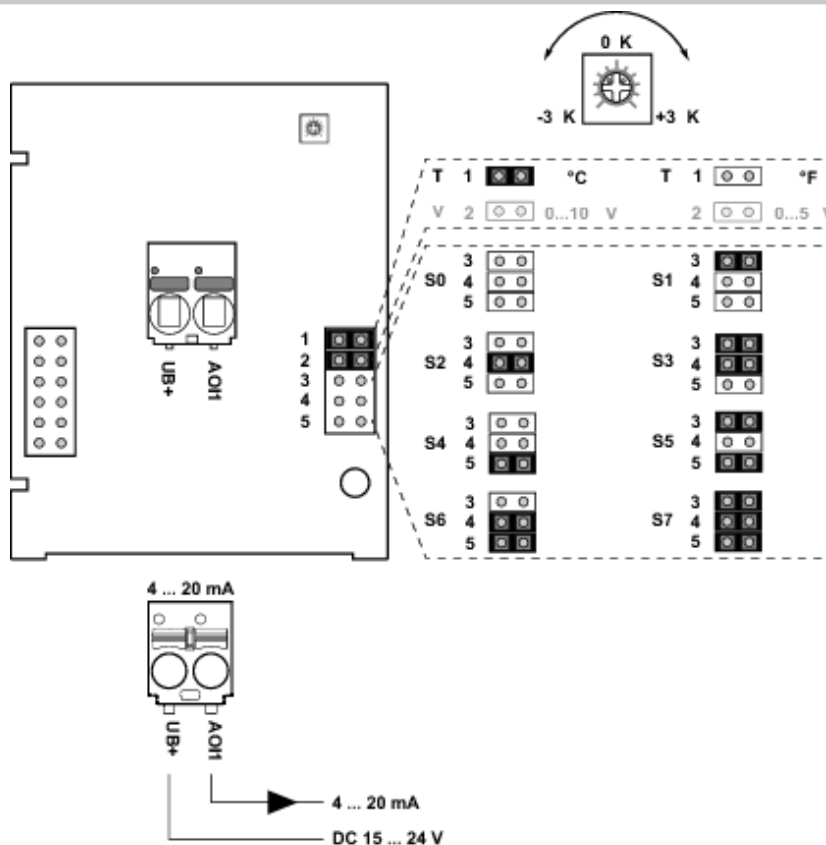 0 K
-3 K +3 K
T 1 °C T 1 °F
V 2 0...10 V 2 0...5 V
S0 3 4 5 S1 3 4 5
1
2
3
4
5
UB+ AOI1
S2 3 4 5 S3 3 4 5
S4 3 4 5 S5 3 4 5
S6 3 4 5 S7 3 4 5
4 ... 20 mA
UB+ AOI1
4 ... 20 mA
DC 15 ... 24 V